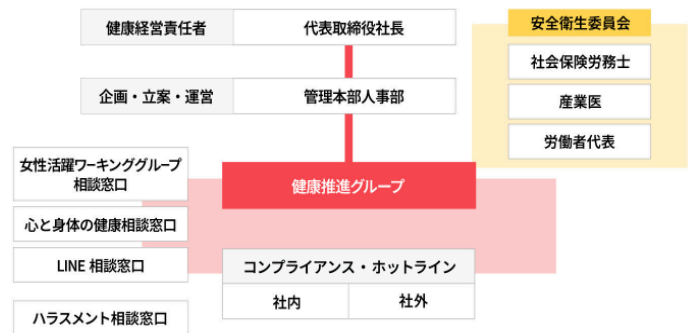 健康経営責任者
代表取締役社長
安全衛生委員会
社会保険労務士
産業医
労働者代表
企画・立案・運営
管理本部人事部
健康推進グループ
女性活躍ワーキンググループ
相談窓口
心と身体の健康相談窓口
LINE 相談窓口
ハラスメント相談窓口
コンプライアンス・ホットライン
社内
社外